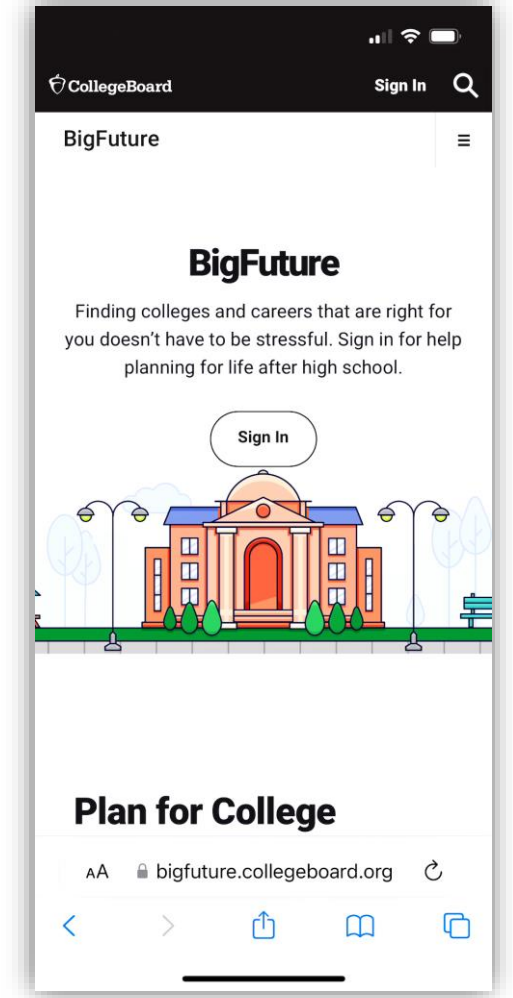 CollegeBoard Sign In
BigFuture
BigFuture
Finding colleges and careers that are right for
you doesn’t have to be stressful. Sign in for help
planning for life after high school.
Sign In
Plan for College
AA bigfuture.collegeboard.org